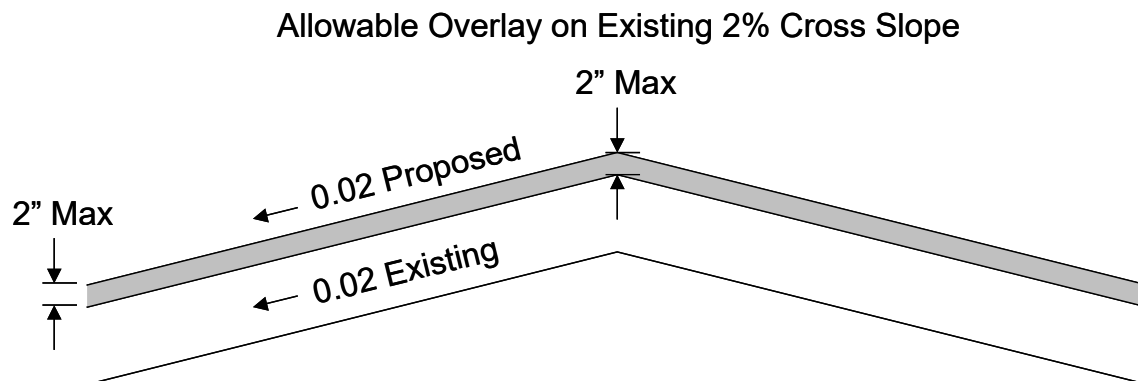 Allowable Overlay on Existing 2% Cross Slope
2” Max
0.02 Proposed
2” Max
0.02 Existing